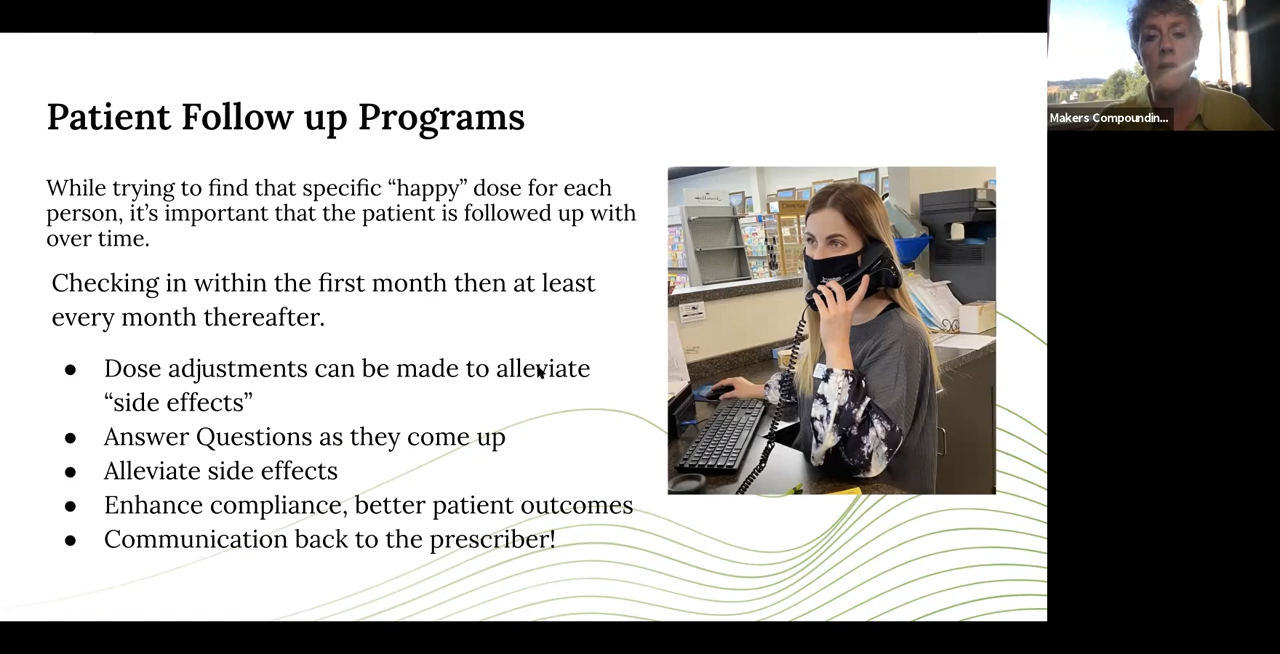 Patient Follow up Programs
While trying to find that specific “happy” dose for each
person, it’s important that the patient is followed up with
over time.
Checking in within the first month then at least
every month thereafter.
● Dose adjustments can be made to alleviate
“side effects”
● Answer Questions as they come up
● Alleviate side effects
● Enhance compliance, better patient outcomes
● Communication back to the prescriber!
Hallmark
Makers Compoundin...